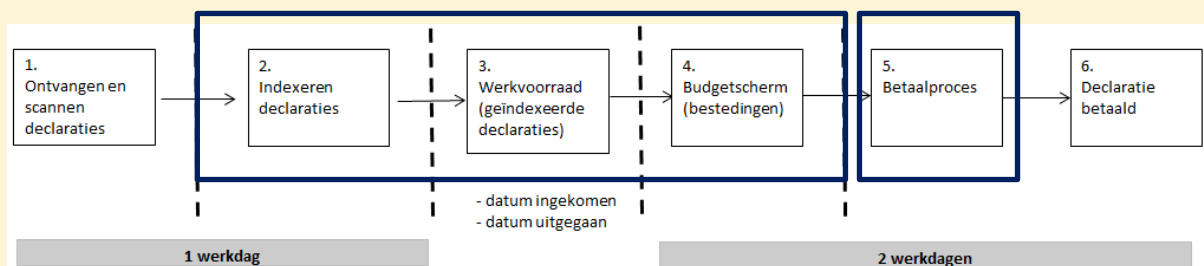 1.
Ontvangen en
scannen
declaraties
2.
Indexeren
declaraties
3.
Werkvoorraad
(geïndexeerde
declaraties)
4.
Budgetscherm
(bestedingen)
5.
Betaalproces
6.
Declaratie
betaald
- datum ingekomen
- datum uitgegaan
1 werkdag
2 werkdagen